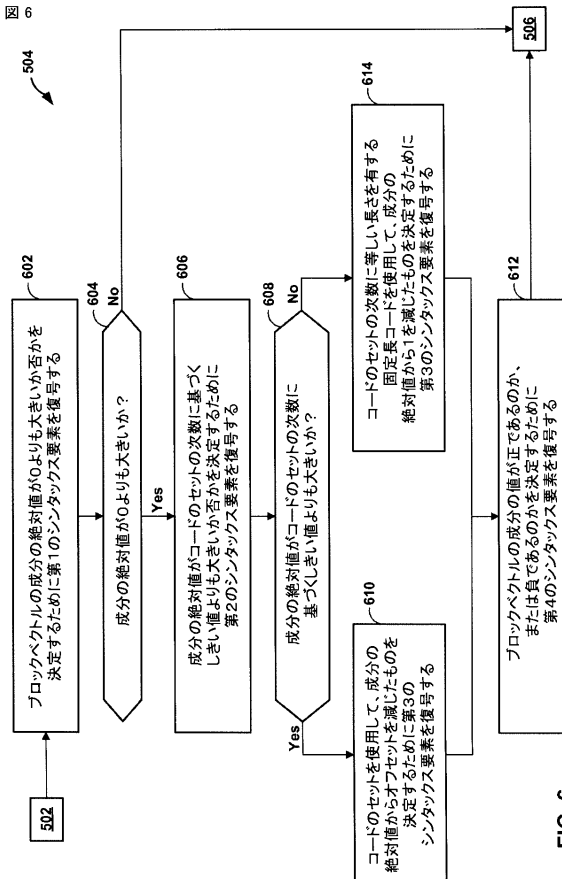 図 6
504
502
602
ブロックベクトルの成分の絶対値が0よりも大きいか否かを
決定するために第1のシンタックス要素を復号する
604
成分の絶対値が0よりも大きいか?
No
Yes
506
606
成分の絶対値がコードのセットの次数に基づく
しきい値よりも大きいか否かを決定するために
第2のシンタックス要素を復号する
608
成分の絶対値がコードのセットの次数に
基づくしきい値よりも大きいか?
Yes
No
610
コードのセットを使用して、成分の
絶対値からオフセットを減じたものを
決定するために第3の
シンタックス要素を復号する
614
コードのセットの次数に等しい長さを有する
固定長コードを使用して、成分の
絶対値から1を減じたものを決定するために
第3のシンタックス要素を復号する
612
ブロックベクトルの成分の値が正であるのか、
または負であるのかを決定するために
第4のシンタックス要素を復号する